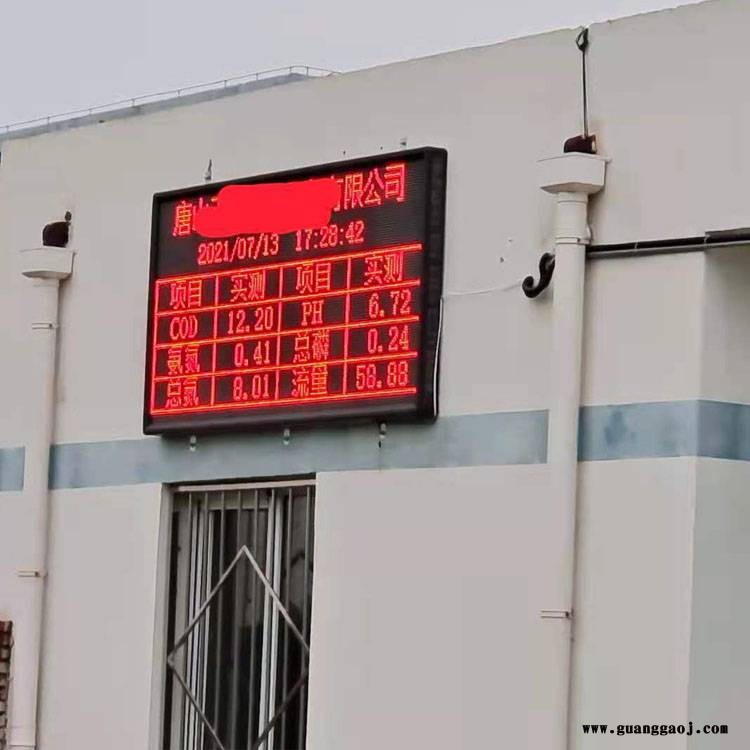 唐山 有限公司
2021/07/13 17:28:42
项目 实测 项目 实测
COD 12.20 PH 6.72
氨氮 0.41 总磷 0.24
总氮 8.01 流量 58.88
www.guanggaoj.com